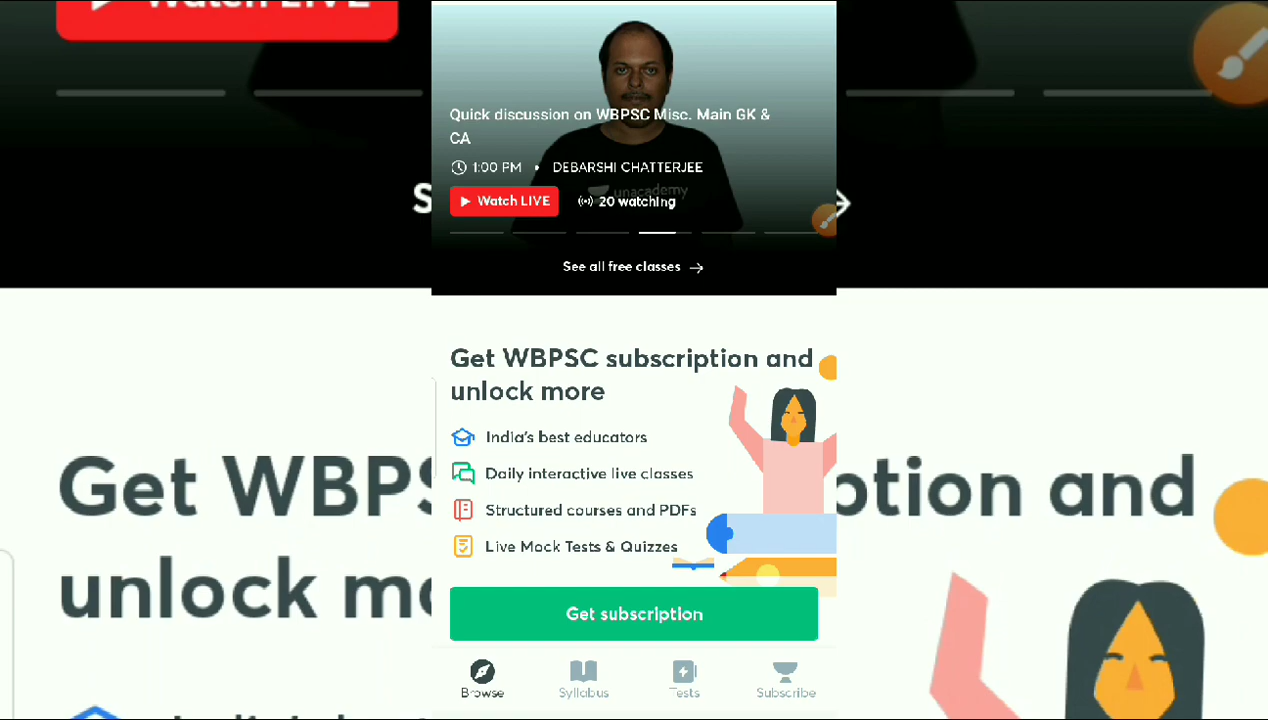 Watch LIVE
Quick discussion on WBPSC Misc. Main GK &
CA
1:00 PM • DEBARSHI CHATTERJEE
unacademy
Watch LIVE
20 watching
See all free classes
Get WBPSC subscription and
unlock more
India's best educators
Daily interactive live classes
Structured courses and PDFs
Live Mock Tests & Quizzes
Get subscription
Browse
Syllabus
Tests
Subscribe
Get WBPS
ption and
unlock m